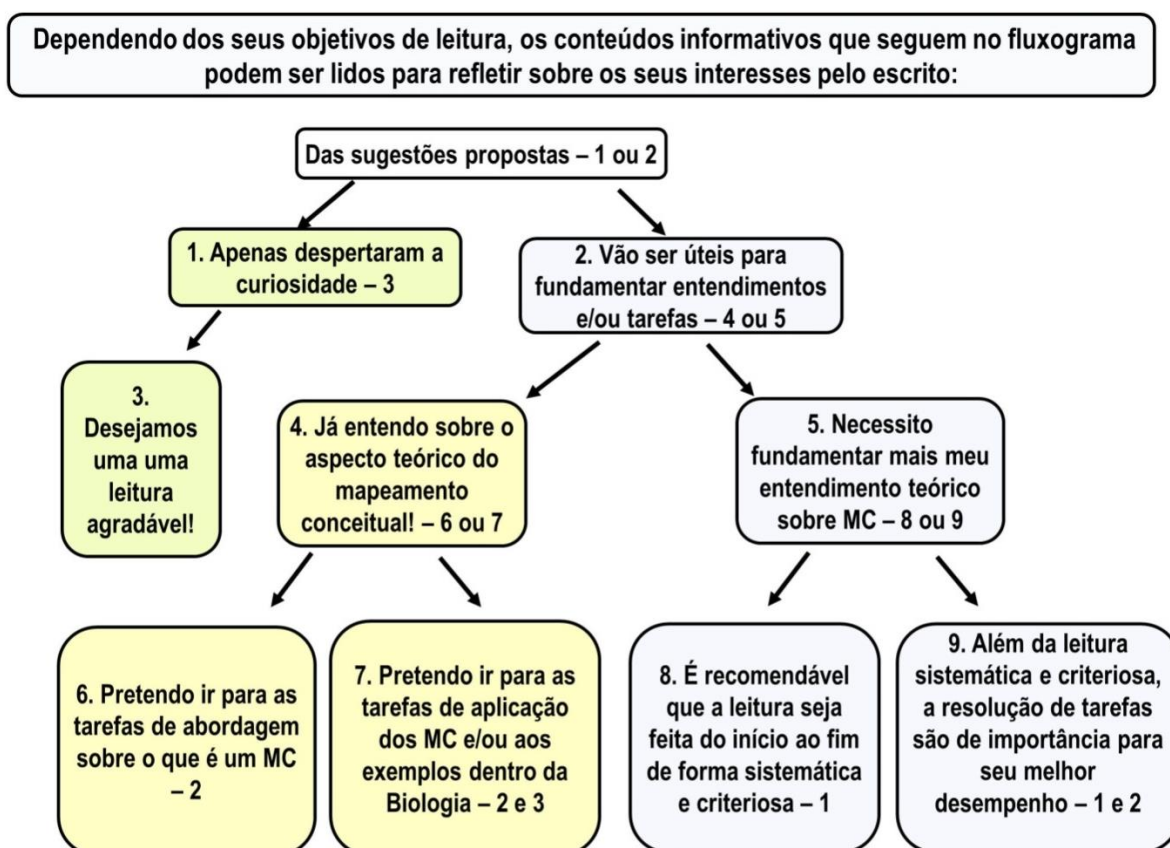 Dependendo dos seus objetivos de leitura, os conteúdos informativos que seguem no fluxograma
podem ser lidos para refletir sobre os seus interesses pelo escrito:
Das sugestões propostas – 1 ou 2
1. Apenas despertaram a
curiosidade – 3
2. Vão ser úteis para
fundamentar entendimentos
e/ou tarefas – 4 ou 5
3.
Desejamos
uma uma
leitura
agradável!
4. Já entendo sobre o
aspecto teórico do
mapeamento
conceitual! – 6 ou 7
5. Necessito
fundamentar mais meu
entendimento teórico
sobre MC – 8 ou 9
6. Pretendo ir para as
tarefas de abordagem
sobre o que é um MC
– 2
7. Pretendo ir para as
tarefas de aplicação
dos MC e/ou aos
exemplos dentro da
Biologia – 2 e 3
8. É recomendável
que a leitura seja
feita do início ao fim
de forma sistemática
e criteriosa – 1
9. Além da leitura
sistemática e criteriosa,
a resolução de tarefas
são de importância para
seu melhor
desempenho – 1 e 2